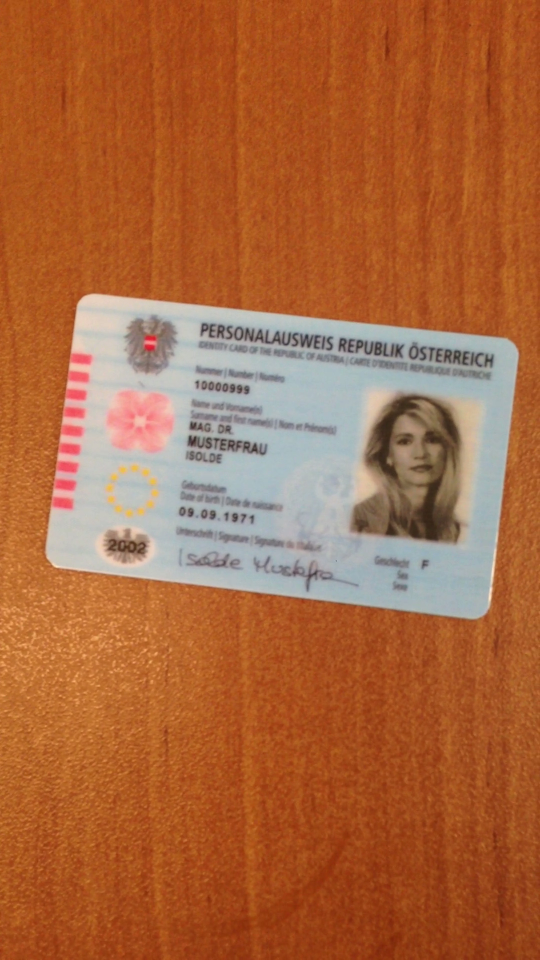 PERSONALAUSWEIS REPUBLIK ÖSTERREICH
IDENTITY CARD OF THE REPUBLIC OF AUSTRIA | CARTE D'IDENTITE REPUBLIQUE D'AUTRICHE
Nummer | Number | Numéro
10000999
Name und Vorname(n)
Surname and first name(s) | Nom et Prénom(s)
MAG. DR.
MUSTERFRAU
ISOLDE
Geburtsdatum
Date of birth | Date de naissance
09.09.1971
Unterschrift | Signature | Signature du titulaire
Isolde Musterfrau
Geschlecht F
Sex
Sexe
2002